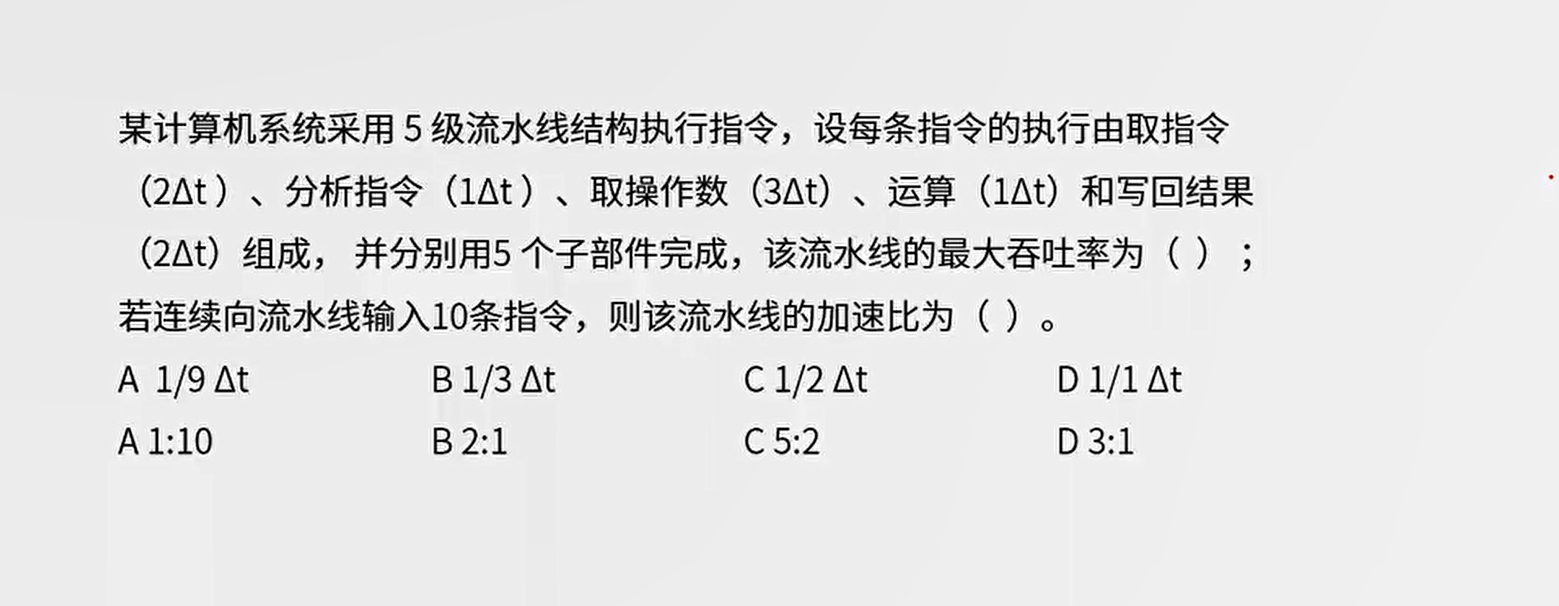 某计算机系统采用 5 级流水线结构执行指令，设每条指令的执行由取指令
（2Δt ）、分析指令（1Δt ）、取操作数（3Δt）、运算（1Δt）和写回结果
（2Δt）组成， 并分别用5 个子部件完成，该流水线的最大吞吐率为（ ）；
若连续向流水线输入10条指令，则该流水线的加速比为（ ）。
A 1/9 Δt B 1/3 Δt C 1/2 Δt D 1/1 Δt
A 1:10 B 2:1 C 5:2 D 3:1